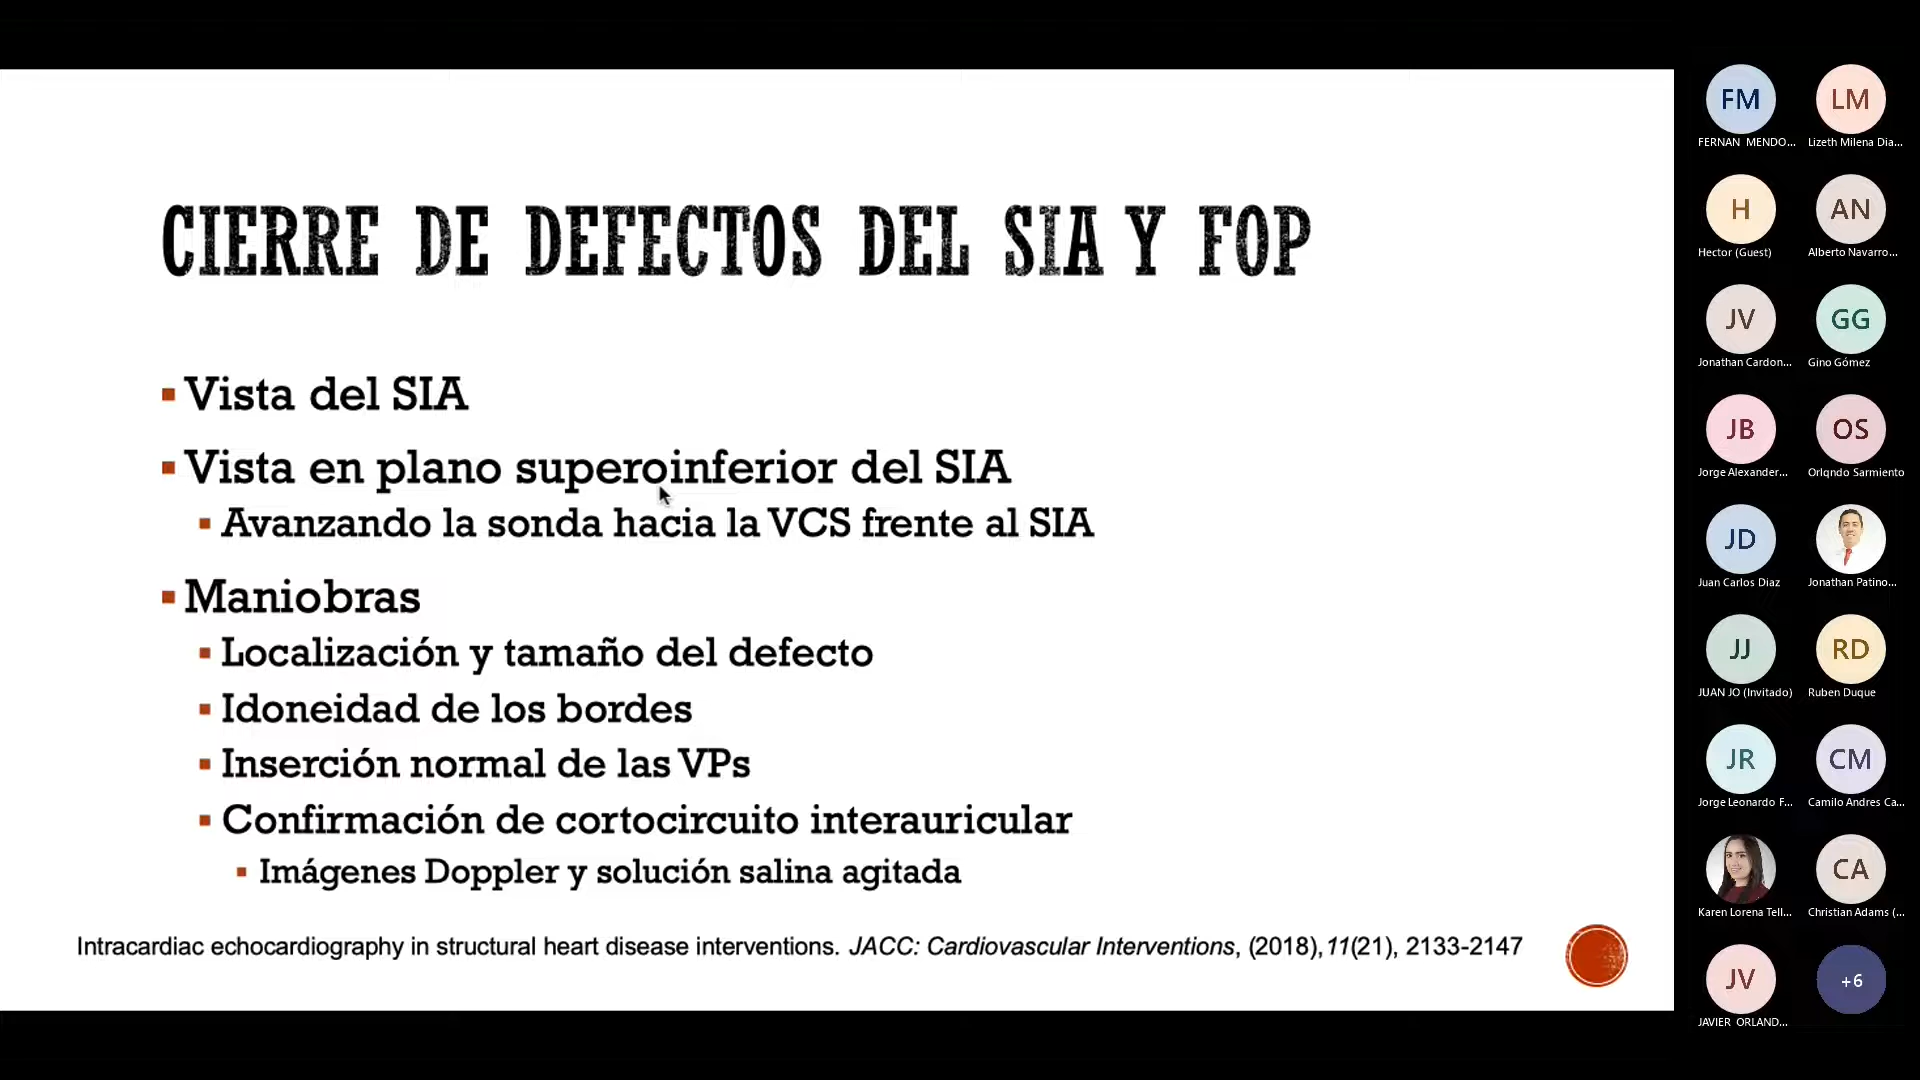 CIERRE DE DEFECTOS DEL SIA Y FOP
Vista del SIA
Vista en plano superoinferior del SIA
Avanzando la sonda hacia la VCS frente al SIA
Maniobras
Localización y tamaño del defecto
Idoneidad de los bordes
Inserción normal de las VPs
Confirmación de cortocircuito interauricular
Imágenes Doppler y solución salina agitada
Intracardiac echocardiography in structural heart disease interventions. JACC: Cardiovascular Interventions, (2018), 11(21), 2133-2147
FM
FERNAN MENDO...
LM
Lizeth Milena Dia...
H
Hector (Guest)
AN
Alberto Navarro...
JV
Jonathan Cardon...
GG
Gino Gómez
JB
Jorge Alexander...
OS
Orlqndo Sarmiento
JD
Juan Carlos Diaz
Jonathan Patino...
JJ
JUAN JO (Invitado)
RD
Ruben Duque
JR
Jorge Leonardo F...
CM
Camilo Andres Ca...
Karen Lorena Tell...
CA
Christian Adams (...
JV
JAVIER ORLAND...
+6